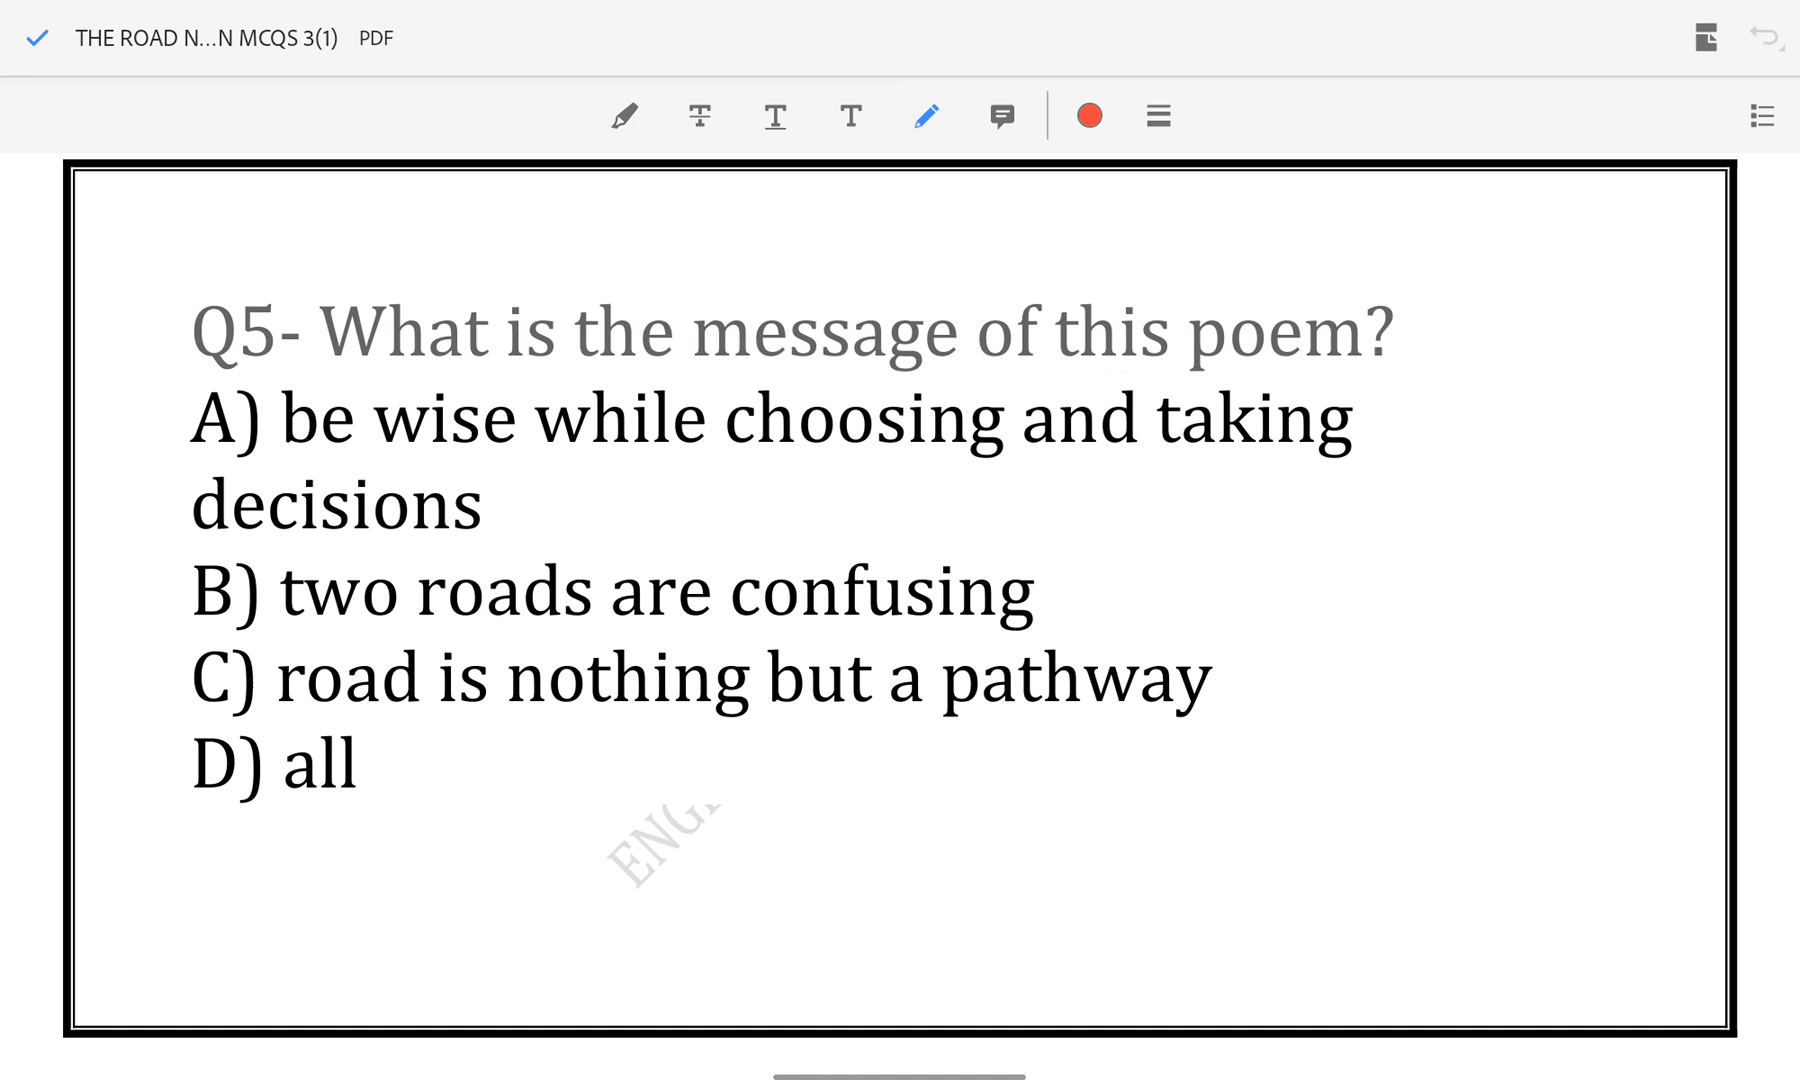 THE ROAD N...N MCQS 3(1) PDF
Q5- What is the message of this poem?
A) be wise while choosing and taking
decisions
B) two roads are confusing
C) road is nothing but a pathway
D) all